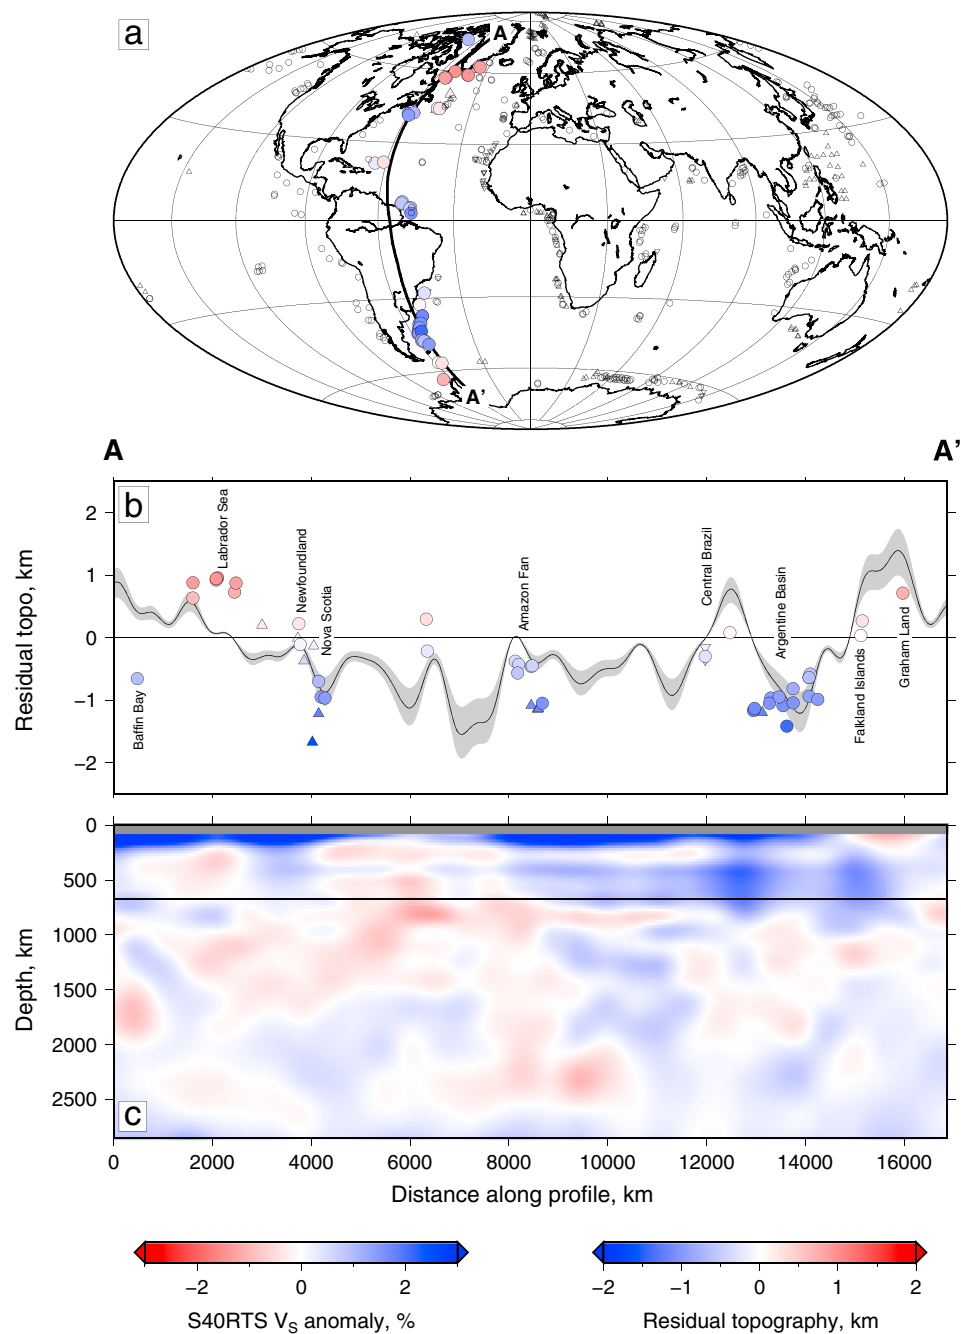 a
A
A'
A
A'
b
Residual topo, km
2
1
0
−1
−2
Baffin Bay
Labrador Sea
Newfoundland
Nova Scotia
Amazon Fan
Central Brazil
Argentine Basin
Falkland Islands
Graham Land
c
Depth, km
0
500
1000
1500
2000
2500
0 2000 4000 6000 8000 10000 12000 14000 16000
Distance along profile, km
−2 0 2
S40RTS VS anomaly, %
−2 −1 0 1 2
Residual topography, km